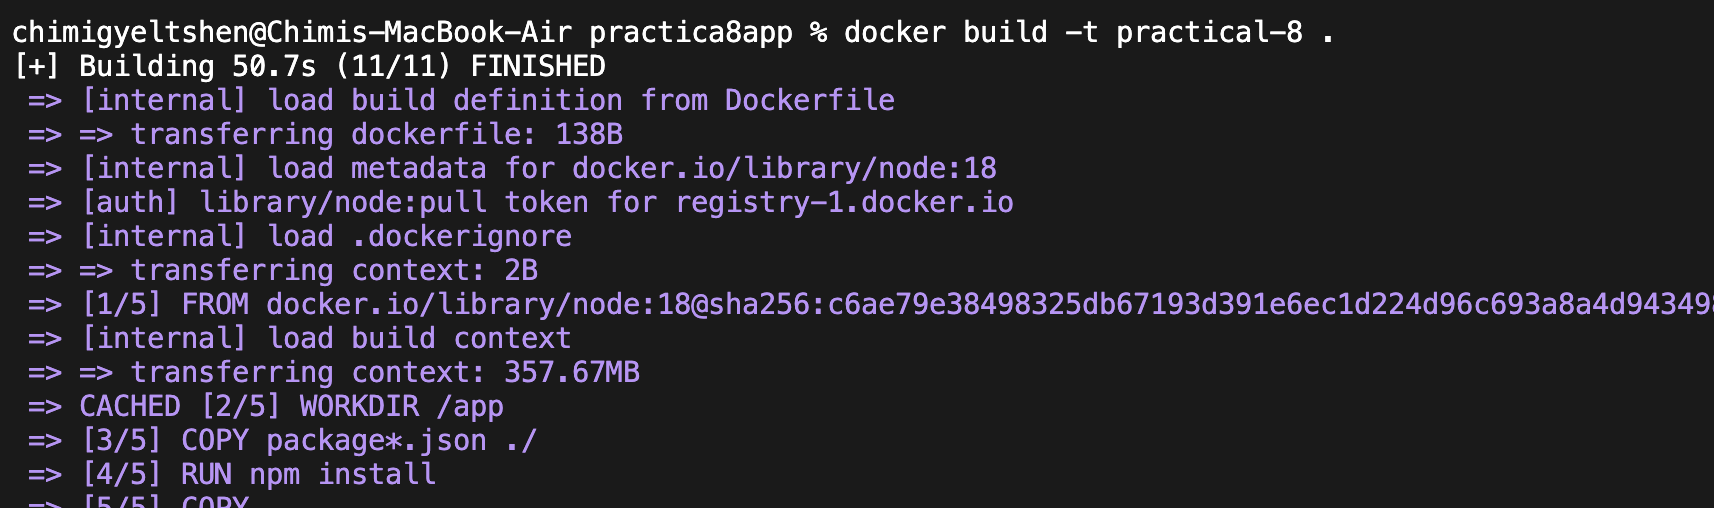 chimigyeltshen@Chimis-MacBook-Air practica8app % docker build -t practical-8 .
[+] Building 50.7s (11/11) FINISHED
=> [internal] load build definition from Dockerfile
=> => transferring dockerfile: 138B
=> [internal] load metadata for docker.io/library/node:18
=> [auth] library/node:pull token for registry-1.docker.io
=> [internal] load .dockerignore
=> => transferring context: 2B
=> [1/5] FROM docker.io/library/node:18@sha256:c6ae79e38498325db67193d391e6ec1d224d96c693a8a4d943498
=> [internal] load build context
=> => transferring context: 357.67MB
=> CACHED [2/5] WORKDIR /app
=> [3/5] COPY package*.json ./
=> [4/5] RUN npm install
=> [5/5] COPY